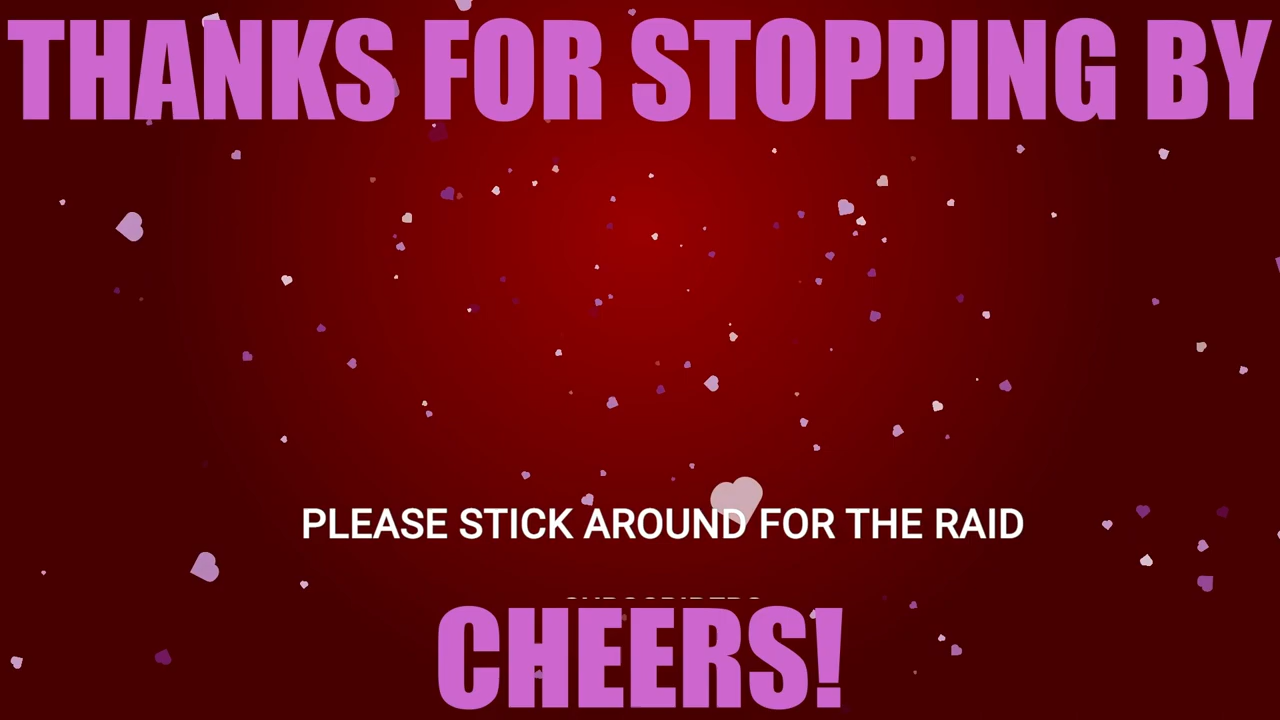 THANKS FOR STOPPING BY
PLEASE STICK AROUND FOR THE RAID
CHEERS!